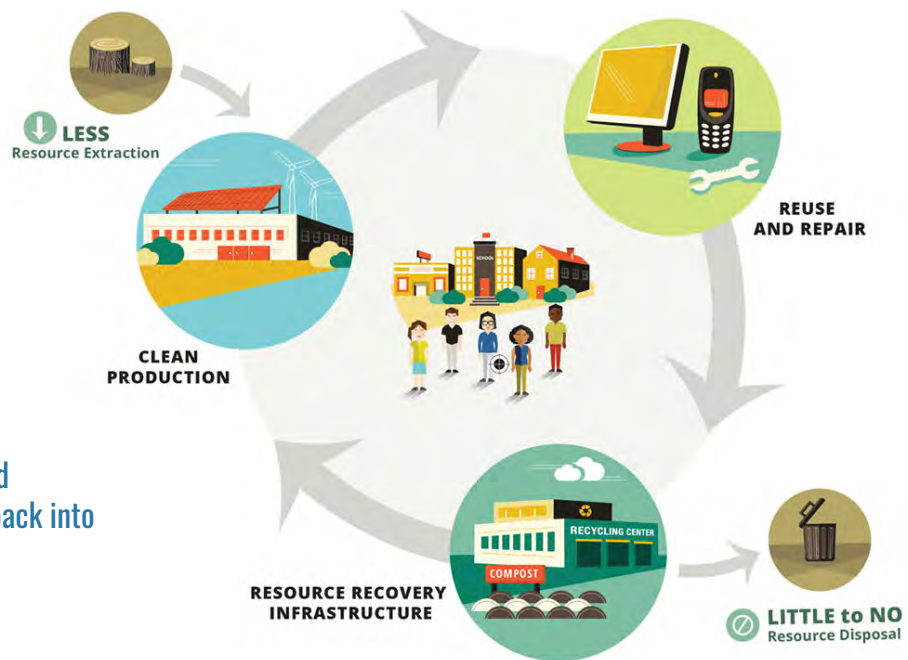 LESS
Resource Extraction
SCHOOL
REUSE
AND REPAIR
CLEAN
PRODUCTION
back into
RECYCLING CENTER
COMPOST
RESOURCE RECOVERY
INFRASTRUCTURE
LITTLE to NO
Resource Disposal